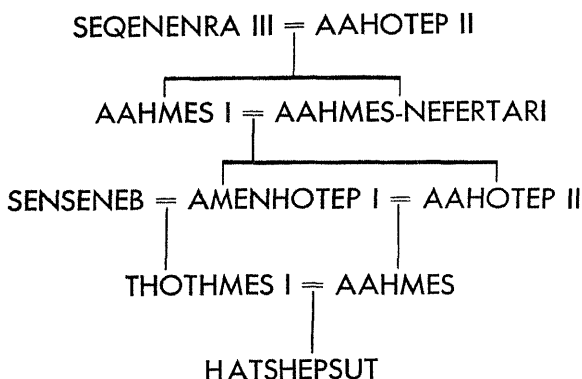 SEQENENRA III = AAHOTEP II
AAHMES I = AAHMES-NEFERTARI
SENSENEB = AMENHOTEP I = AAHOTEP II
THOTHMES I = AAHMES
HATSHEPSUT